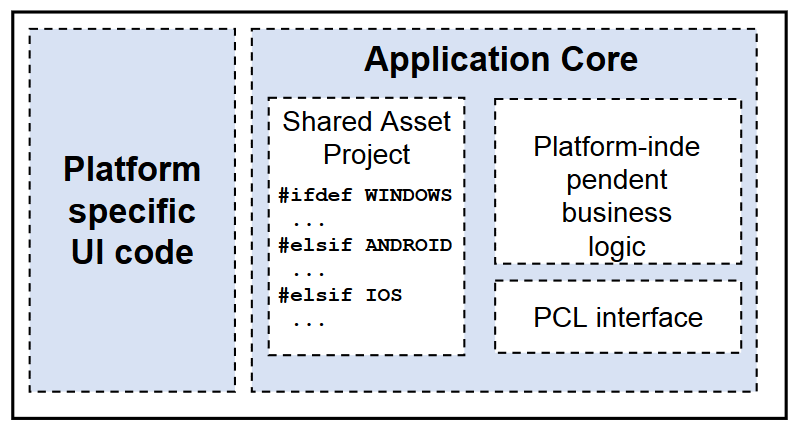 Platform
specific
UI code
Application Core
Shared Asset
Project
#ifdef WINDOWS
...
#elsif ANDROID
...
#elsif IOS
...
Platform-inde
pendent
business
logic
PCL interface